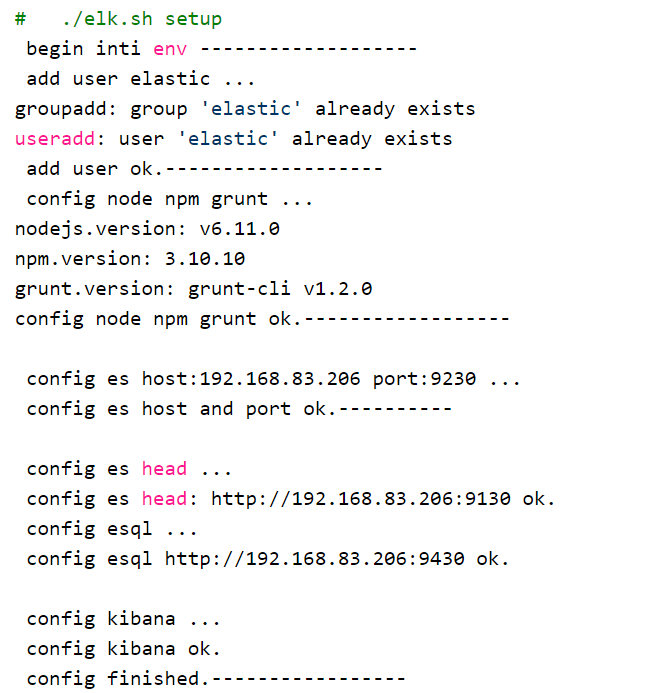 #   ./elk.sh setup
 begin inti env -------------------
 add user elastic ...
groupadd: group 'elastic' already exists
useradd: user 'elastic' already exists
 add user ok.-------------------
 config node npm grunt ...
nodejs.version: v6.11.0
npm.version: 3.10.10
grunt.version: grunt-cli v1.2.0
config node npm grunt ok.------------------
 config es host:192.168.83.206 port:9230 ...
 config es host and port ok.----------
 config es head ...
 config es head: http://192.168.83.206:9130 ok.
 config esql ...
 config esql http://192.168.83.206:9430 ok.
 config kibana ...
 config kibana ok.
 config finished.-----------------